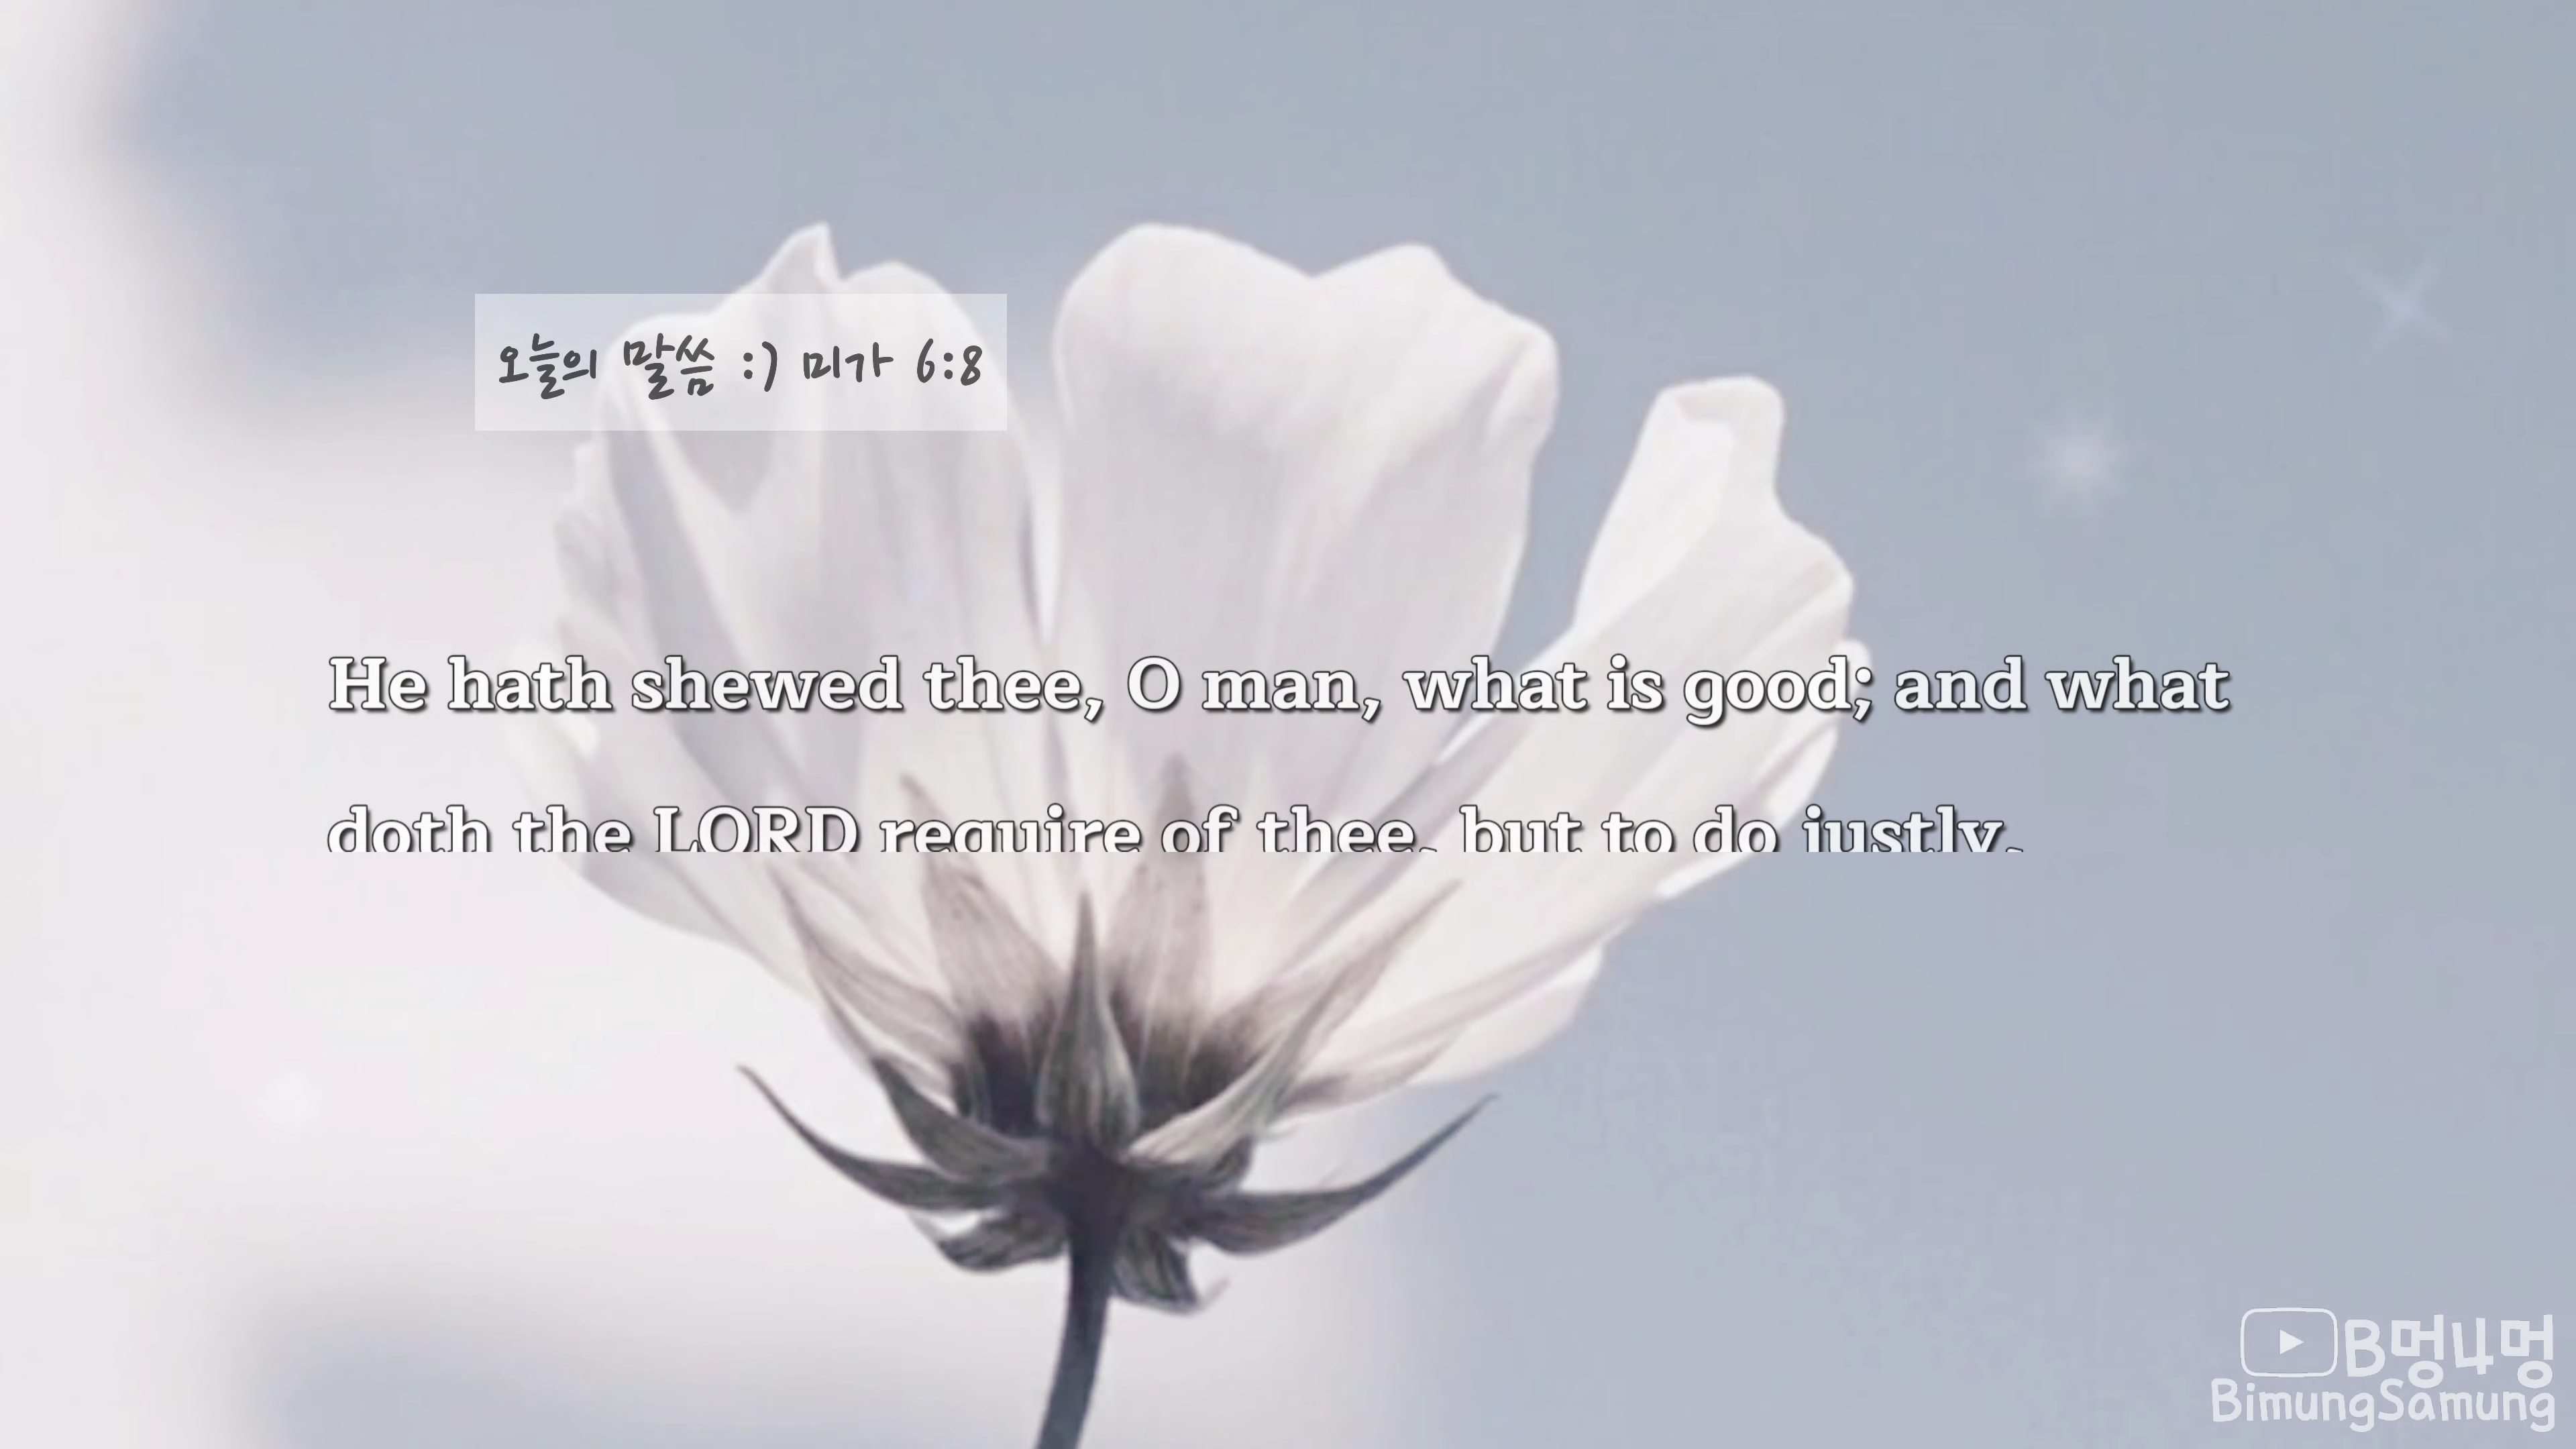 오늘의 말씀 :) 미가 6:8
He hath shewed thee, O man, what is good; and what
doth the LORD require of thee, but to do justly,
B멍4멍
BimungSamung